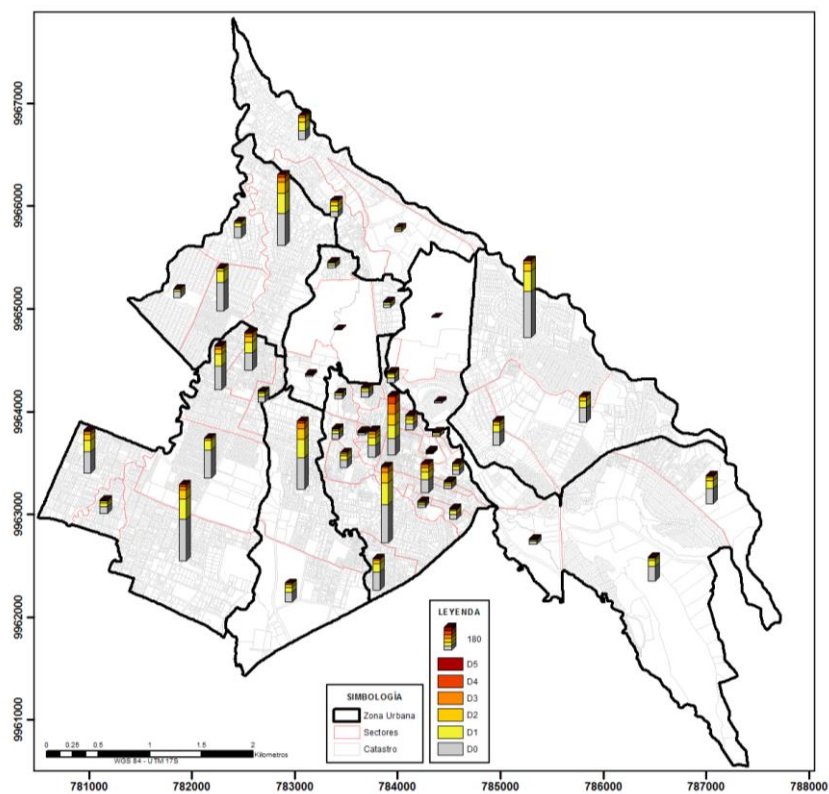 9967000
9966000
9965000
9964000
9963000
9962000
9961000
LEYENDA
180
D5
D4
D3
D2
D1
D0
SIMBOLOGÍA
Zona Urbana
Sectores
Catastro
0 0.25 0.5 1 1.5 2
Kilometros
WGS 84 - UTM 17S
781000 782000 783000 784000 785000 786000 787000 788000